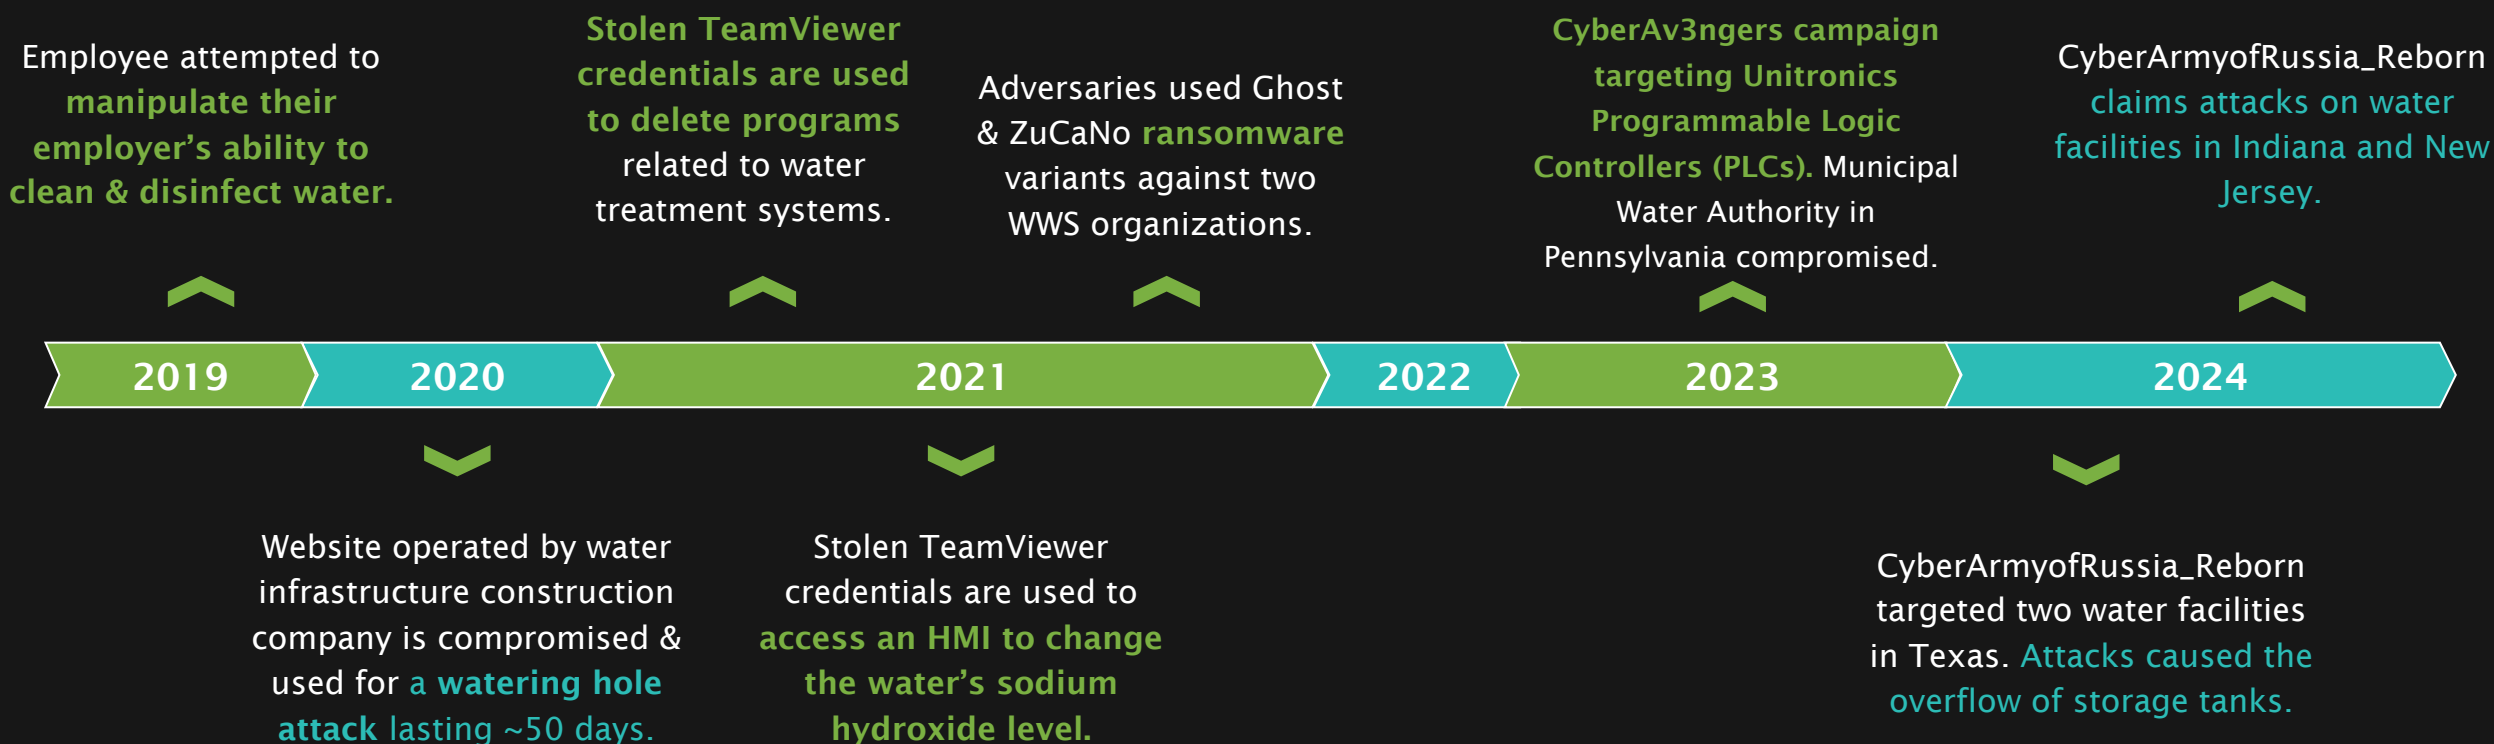 Employee attempted to
manipulate their
employer’s ability to
clean & disinfect water.
Stolen TeamViewer
credentials are used
to delete programs
related to water
treatment systems.
Adversaries used Ghost
& ZuCaNo ransomware
variants against two
WWS organizations.
CyberAv3ngers campaign
targeting Unitronics
Programmable Logic
Controllers (PLCs). Municipal
Water Authority in
Pennsylvania compromised.
CyberArmyofRussia_Reborn
claims attacks on water
facilities in Indiana and New
Jersey.
2019
2020
2021
2022
2023
2024
Website operated by water
infrastructure construction
company is compromised &
used for a watering hole
attack lasting ~50 days.
Stolen TeamViewer
credentials are used to
access an HMI to change
the water’s sodium
hydroxide level.
CyberArmyofRussia_Reborn
targeted two water facilities
in Texas. Attacks caused the
overflow of storage tanks.